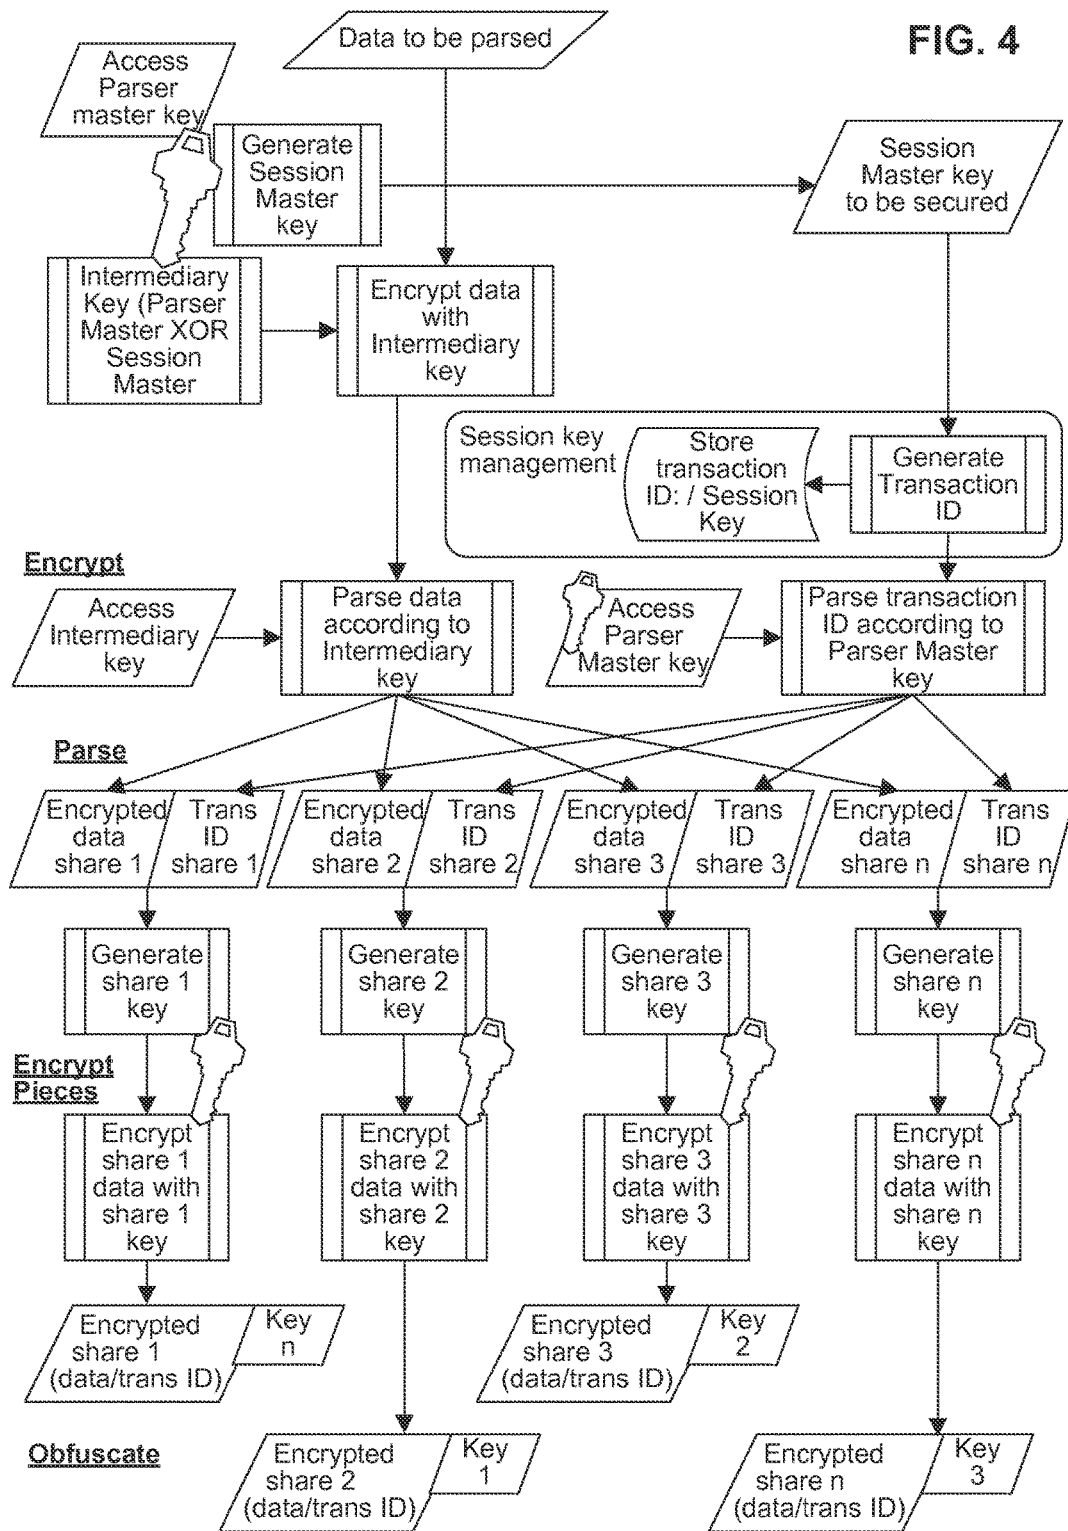 FIG. 4
Data to be parsed
Access
Parser
master key
Generate
Session
Master
key
Session
Master key
to be secured
Intermediary
Key (Parser
Master XOR
Session
Master
Encrypt data
with
Intermediary
key
Session key
management
Store
transaction
ID: / Session
Key
Generate
Transaction
ID
Encrypt
Access
Intermediary
key
Parse data
according to
Intermediary
key
Access
Parser
Master key
Parse transaction
ID according to
Parser Master
key
Parse
Encrypted
data
share 1
Trans
ID
share 1
Encrypted
data
share 2
Trans
ID
share 2
Encrypted
data
share 3
Trans
ID
share 3
Encrypted
data
share n
Trans
ID
share n
Generate
share 1
key
Generate
share 2
key
Generate
share 3
key
Generate
share n
key
Encrypt
Pieces
Encrypt
share 1
data with
share 1
key
Encrypt
share 2
data with
share 2
key
Encrypt
share 3
data with
share 3
key
Encrypt
share n
data with
share n
key
Encrypted
share 1
(data/trans ID)
Key
n
Encrypted
share 3
(data/trans ID)
Key
2
Obfuscate
Encrypted
share 2
(data/trans ID)
Key
1
Encrypted
share n
(data/trans ID)
Key
3